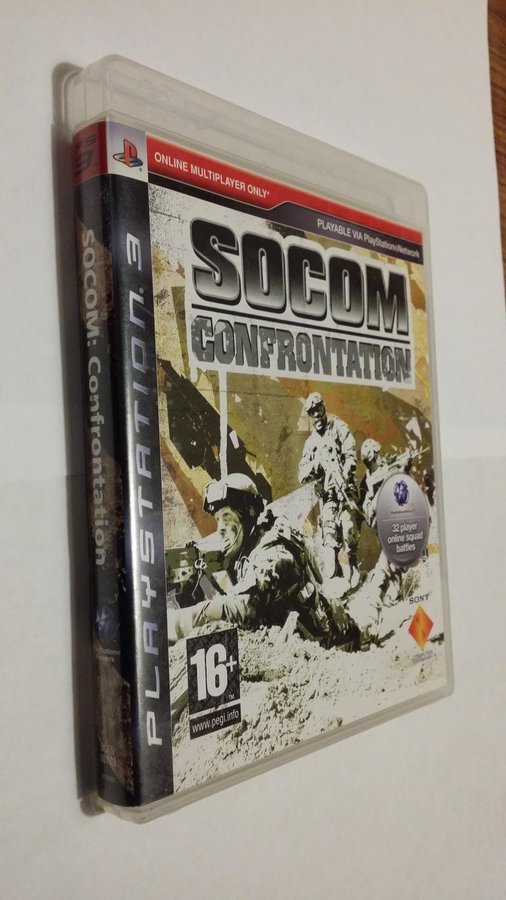 SOCOM: Confrontation
PLAYSTATION 3
ONLINE MULTIPLAYER ONLY*
PLAYABLE VIA PlayStation®Network
SOCOM
CONFRONTATION
32 player
online squad
battles
SONY
16+
www.pegi.info